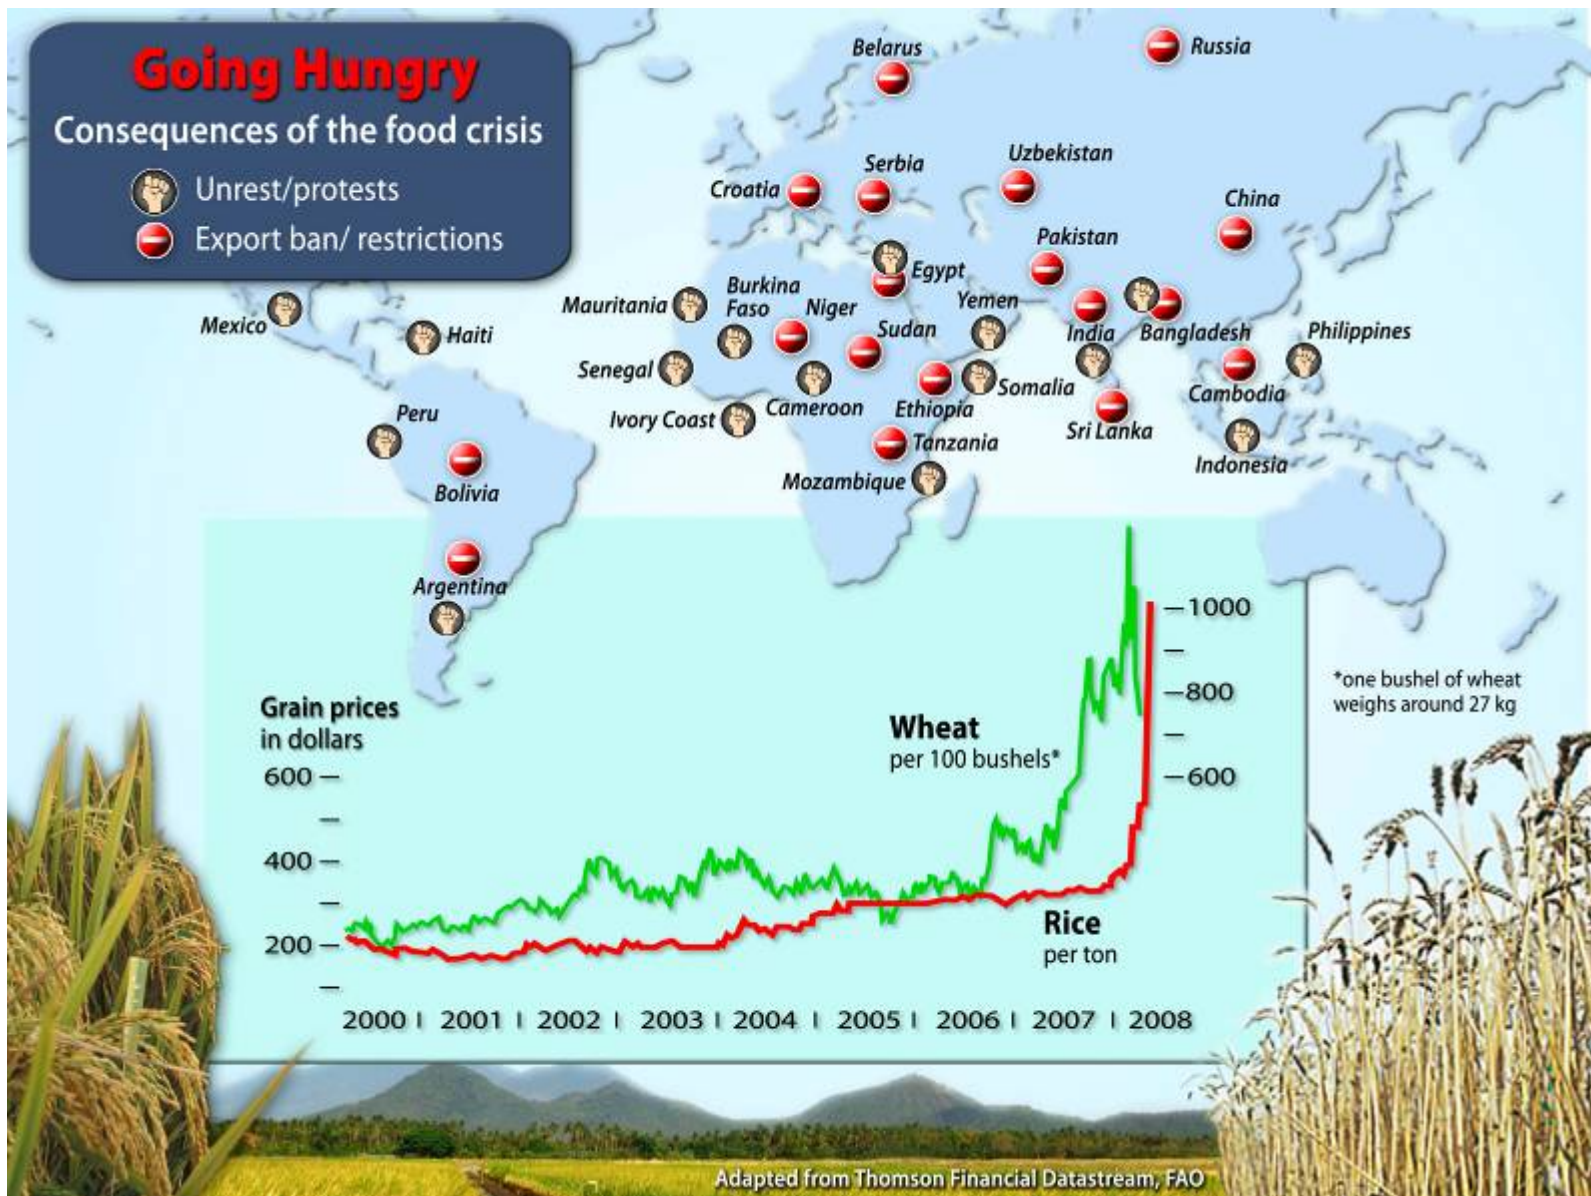 Going Hungry
Consequences of the food crisis
Unrest/protests
Export ban/ restrictions
Belarus
Russia
Serbia
Uzbekistan
Croatia
China
Pakistan
Egypt
Mauritania
Burkina
Faso
Niger
Yemen
Mexico
Haiti
Sudan
India
Bangladesh
Philippines
Senegal
Somalia
Cambodia
Ivory Coast
Cameroon
Ethiopia
Peru
Sri Lanka
Tanzania
Indonesia
Mozambique
Bolivia
Argentina
Grain prices
in dollars
600
400
200
Wheat
per 100 bushels*
1000
800
600
*one bushel of wheat
weighs around 27 kg
Rice
per ton
2000 2001 2002 2003 2004 2005 2006 2007 2008
Adapted from Thomson Financial Datastream, FAO